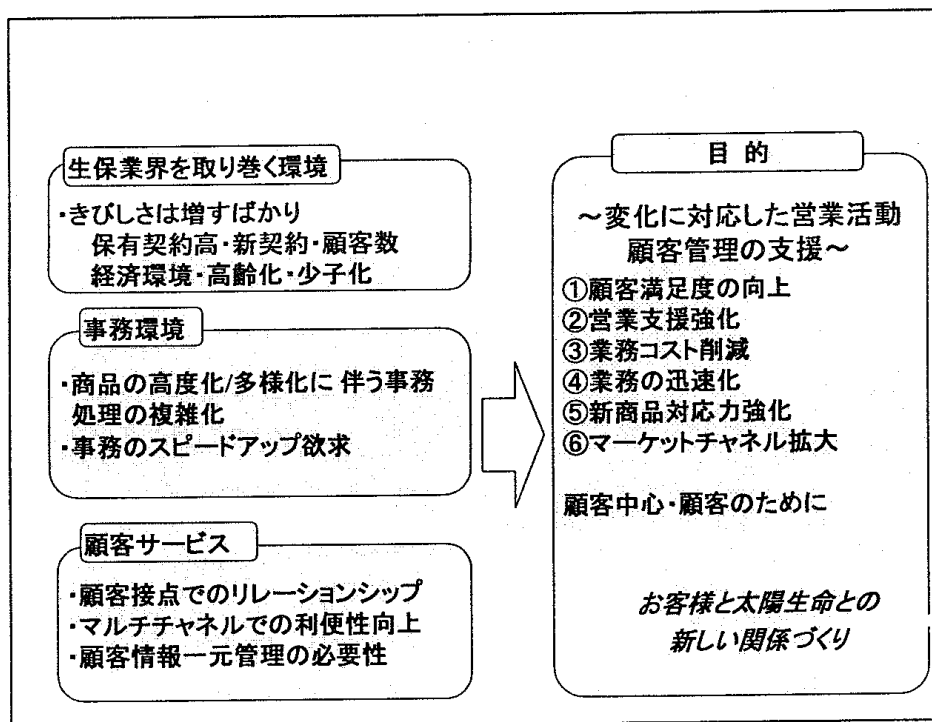 生保業界を取り巻く環境
・きびしさは増すばかり
保有契約高・新契約・顧客数
経済環境・高齢化・少子化
事務環境
・商品の高度化/多様化に 伴う事務
処理の複雑化
・事務のスピードアップ欲求
顧客サービス
・顧客接点でのリレーションシップ
・マルチチャネルでの利便性向上
・顧客情報一元管理の必要性
目 的
～変化に対応した営業活動
顧客管理の支援～
①顧客満足度の向上
②営業支援強化
③業務コスト削減
④業務の迅速化
⑤新商品対応力強化
⑥マーケットチャネル拡大
顧客中心・顧客のために
お客様と太陽生命との
新しい関係づくり